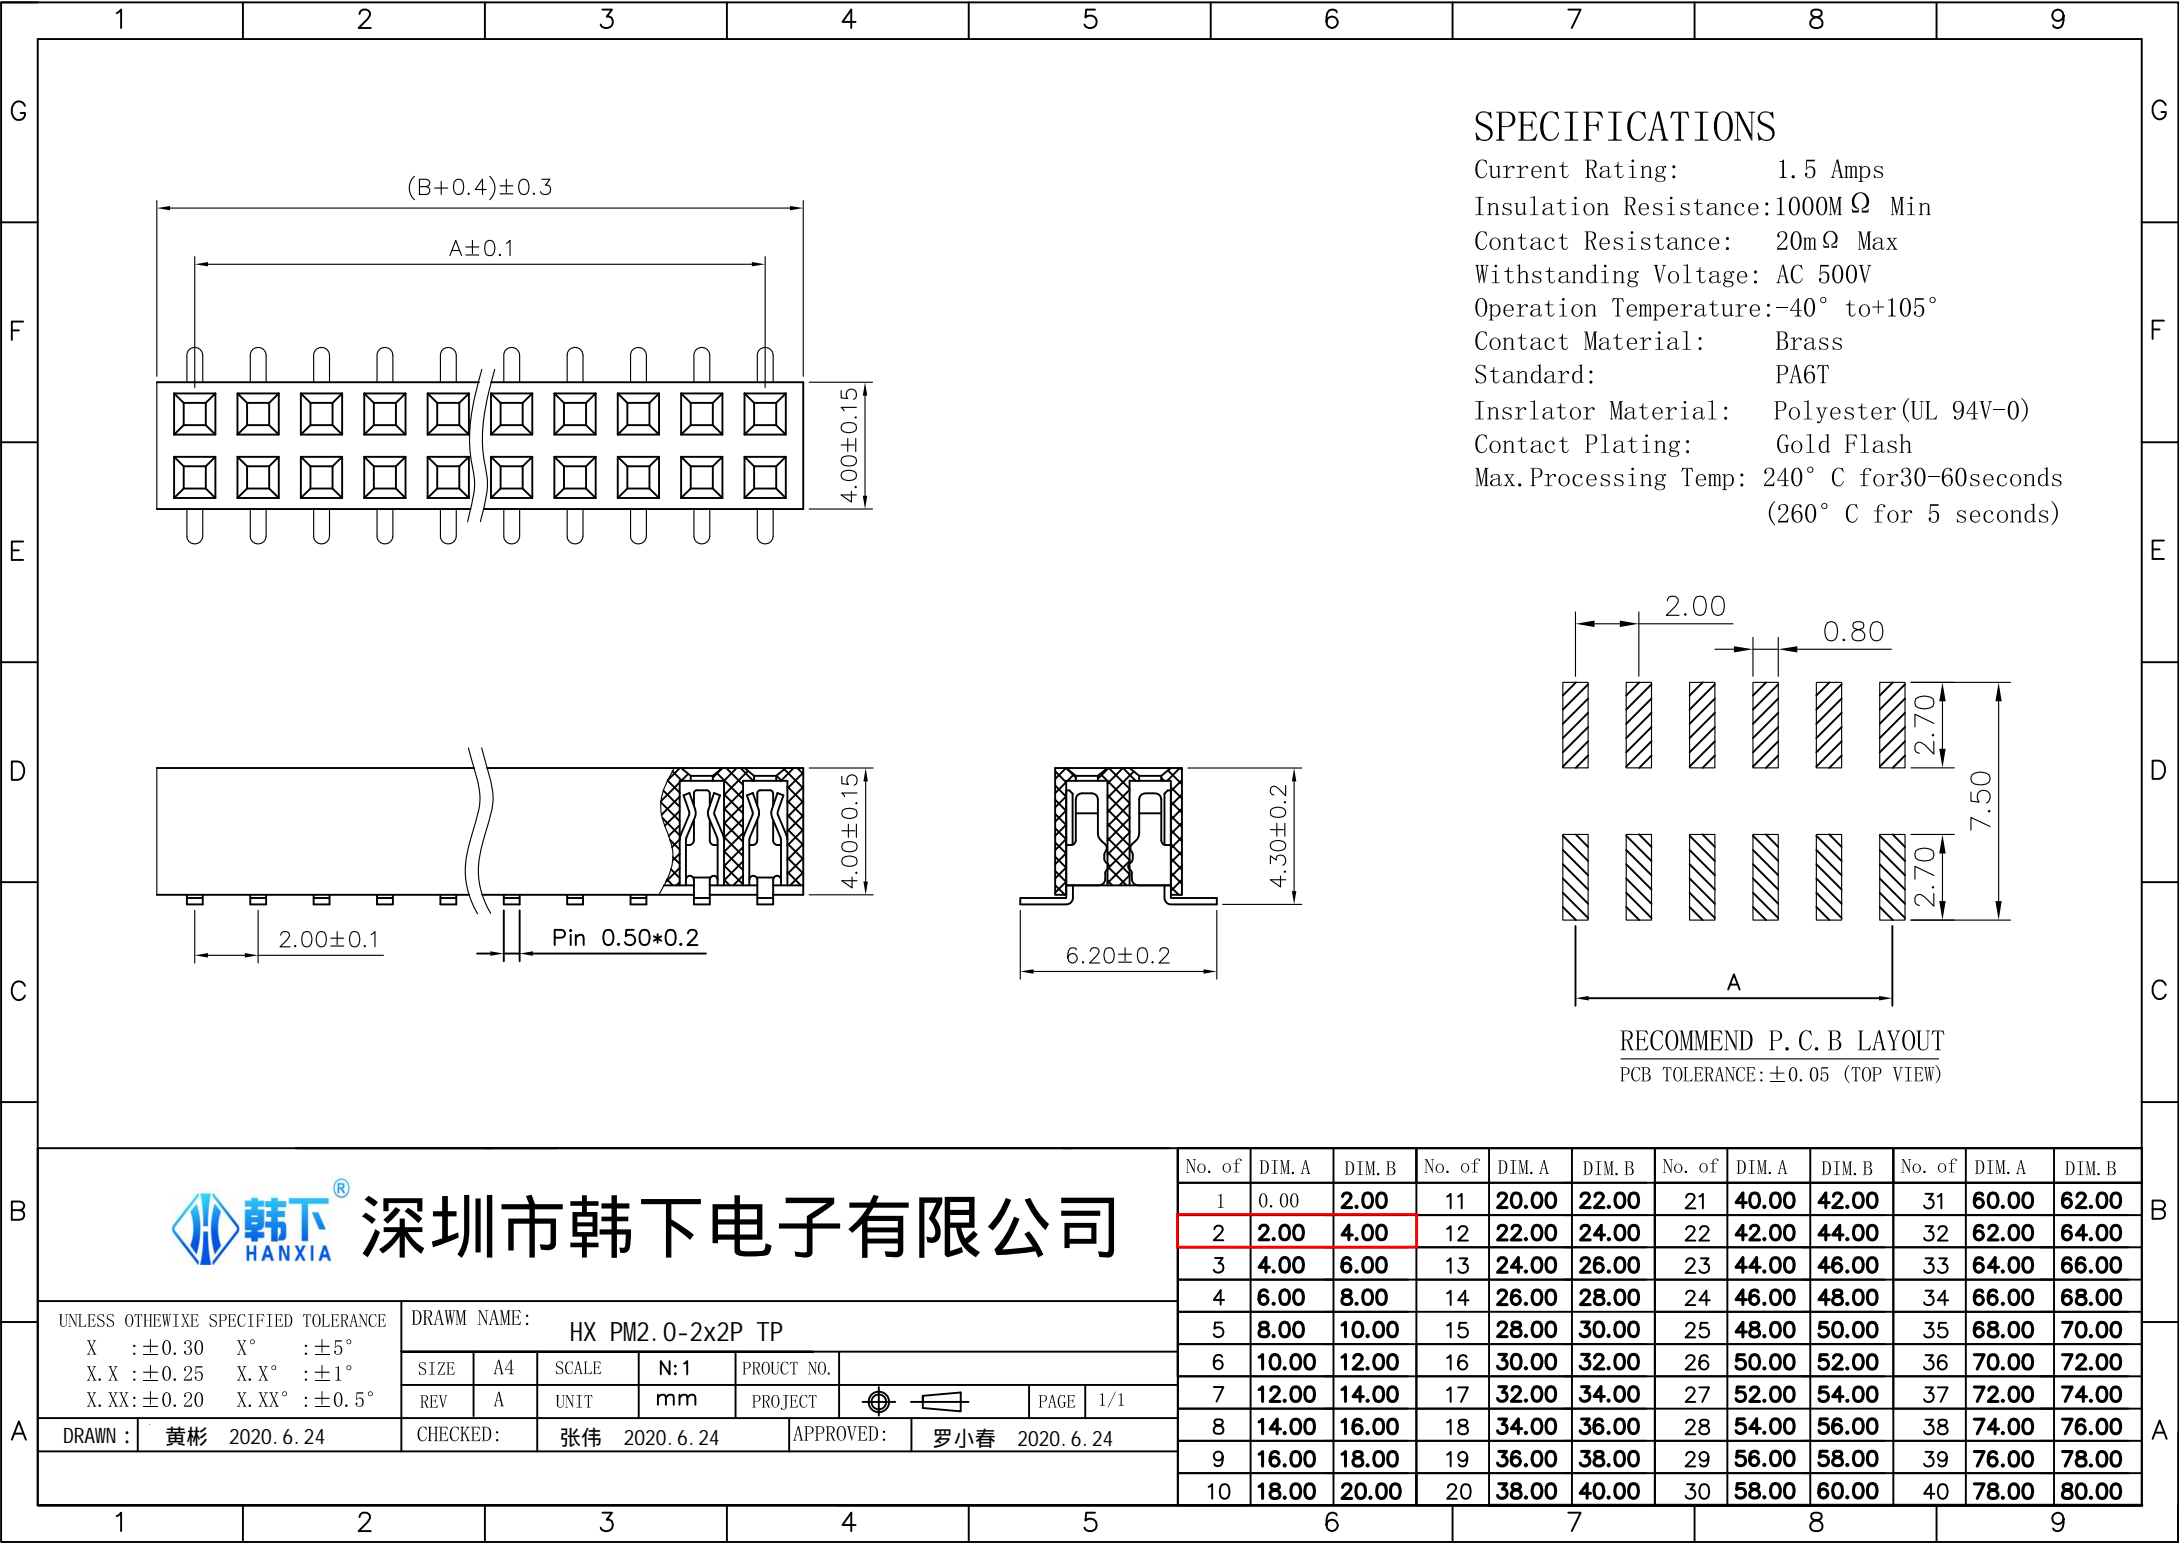 1 2 3 4 5 6 7 8 9
G G
F F
E E
D D
C C
B B
A A
(B+0.4)±0.3
A±0.1
4.00±0.15
SPECIFICATIONS
Current Rating: 1.5 Amps
Insulation Resistance:1000MΩ Min
Contact Resistance: 20mΩ Max
Withstanding Voltage: AC 500V
Operation Temperature:-40° to+105°
Contact Material: Brass
Standard: PA6T
Insrlator Material: Polyester(UL 94V-0)
Contact Plating: Gold Flash
Max.Processing Temp: 240° C for30-60seconds
(260° C for 5 seconds)
4.00±0.15
2.00±0.1
Pin 0.50*0.2
4.30±0.2
6.20±0.2
2.00
0.80
2.70
7.50
2.70
A
RECOMMEND P.C.B LAYOUT
PCB TOLERANCE:±0.05 (TOP VIEW)
韩下®
HANXIA
深圳市韩下电子有限公司
UNLESS OTHEWIXE SPECIFIED TOLERANCE
X :±0.30 X° :±5°
X.X :±0.25 X.X° :±1°
X.XX:±0.20 X.XX° :±0.5°
DRAWM NAME:
HX PM2.0-2x2P TP
SIZE A4 SCALE N:1 PROUCT NO.
REV A UNIT mm PROJECT PAGE 1/1
DRAWN : 黄彬 2020.6.24 CHECKED: 张伟 2020.6.24 APPROVED: 罗小春 2020.6.24
No. of DIM.A DIM.B No. of DIM.A DIM.B No. of DIM.A DIM.B No. of DIM.A DIM.B
1 0.00 2.00 11 20.00 22.00 21 40.00 42.00 31 60.00 62.00
2 2.00 4.00 12 22.00 24.00 22 42.00 44.00 32 62.00 64.00
3 4.00 6.00 13 24.00 26.00 23 44.00 46.00 33 64.00 66.00
4 6.00 8.00 14 26.00 28.00 24 46.00 48.00 34 66.00 68.00
5 8.00 10.00 15 28.00 30.00 25 48.00 50.00 35 68.00 70.00
6 10.00 12.00 16 30.00 32.00 26 50.00 52.00 36 70.00 72.00
7 12.00 14.00 17 32.00 34.00 27 52.00 54.00 37 72.00 74.00
8 14.00 16.00 18 34.00 36.00 28 54.00 56.00 38 74.00 76.00
9 16.00 18.00 19 36.00 38.00 29 56.00 58.00 39 76.00 78.00
10 18.00 20.00 20 38.00 40.00 30 58.00 60.00 40 78.00 80.00
1 2 3 4 5 6 7 8 9